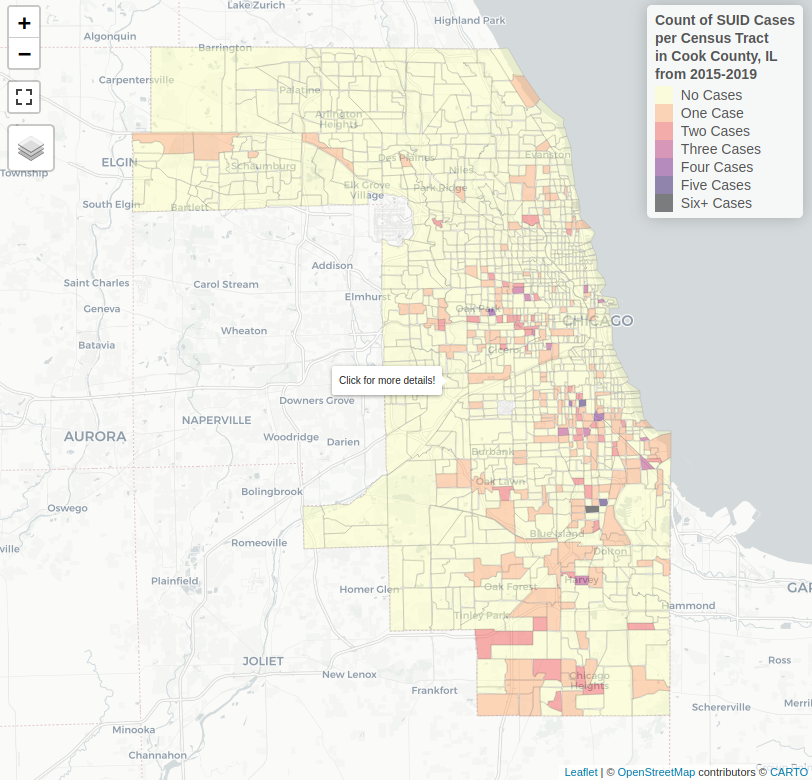 Lake Zurich
Highland Park
Algonquin
Barrington
Carpentersville
Palatine
Arlington
Heights
Des Plaines
Evanston
ELGIN
Schaumburg
Niles
Township
Elk Grove
Village
Park Ridge
South Elgin
Bartlett
Addison
Saint Charles
Carol Stream
Elmhurst
Geneva
Oak Park
CHICAGO
Wheaton
Batavia
Cicero
Click for more details!
Downers Grove
NAPERVILLE
Woodridge
Darien
AURORA
Burbank
Oak Lawn
Bolingbrook
Oswego
Blue Island
Romeoville
ville
Dolton
Plainfield
Harvey
Homer Glen
Oak Forest
GA
Hammond
Tinley Park
JOLIET
Ross
New Lenox
Chicago
Heights
Frankfort
Schererville
Merri
Minooka
Channahon
+
−
Count of SUID Cases
per Census Tract
in Cook County, IL
from 2015-2019
No Cases
One Case
Two Cases
Three Cases
Four Cases
Five Cases
Six+ Cases
Leaflet | © OpenStreetMap contributors © CARTO